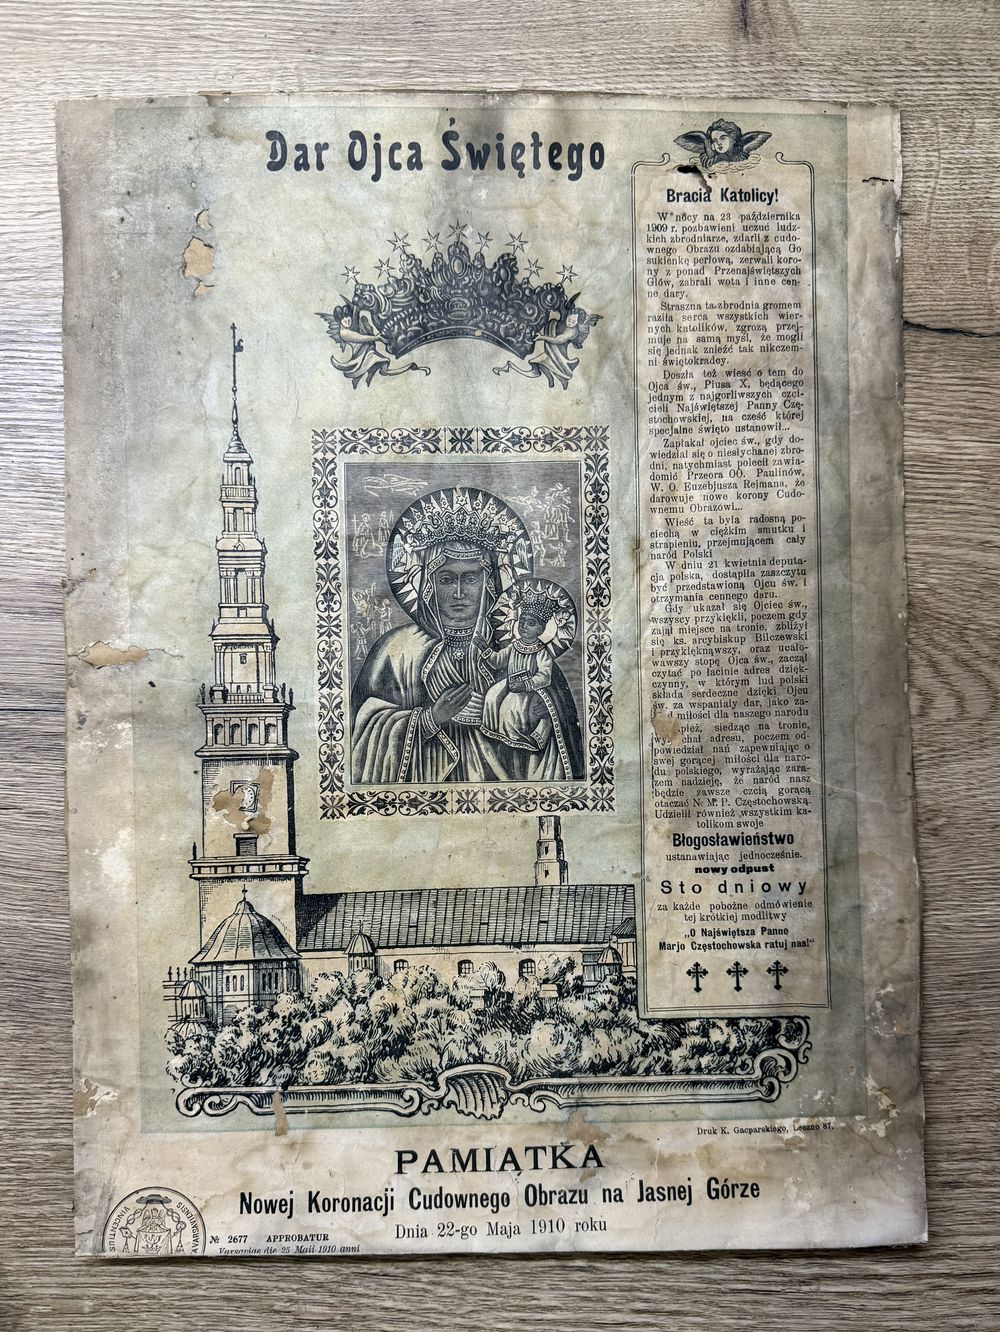 Dar Ojca Świętego
Bracia Katolicy!
W nocy na 23 października
1909 r. pozbawieni uczuć ludz-
kich zbrodniarze, zdarli z cudo-
wnego Obrazu ozdabiającą Go
sukienkę perłową, zerwali koro-
ny z ponad Przenajświętszych
Głów, zabrali wota i inne cen-
ne dary.
Straszna ta zbrodnia gromem
raziła serca wszystkich wier-
nych katolików, zgrozą przej-
muje na samą myśl, że mogli
się jednak znleźć tak nikczem-
ni świętokradcy.
Doszła też wieść o tem do
Ojca św., Piusa X, będącego
jednym z najgorliwszych czci-
cieli Najświętszej Panny Czę-
stochowskiej, na cześć której
specjalne święto ustanowił...
Zapłakał ojciec św., gdy do-
wiedział się o niesłychanej zbro-
dni, natychmiast polecił zawia-
domić Przeora OO. Paulinów,
W. O. Euzebjusza Rejmana, że
darowuje nowe korony Cudo-
wnemu Obrazowi...
Wieść ta była radosną po-
ciechą w ciężkim smutku i
strapieniu, przejmującem cały
naród Polski
W dniu 21 kwietnia deputa-
cja polska, dostąpiła zaszczytu
być przedstawioną Ojcu św. i
otrzymania cennego daru.
Gdy ukazał się Ojciec św.,
wszyscy przyklękli, poczem gdy
zajął miejsce na tronie, zbliżył
się ks. arcybiskup Bilczewski
i przyklęknąwszy, oraz ucało-
wawszy stopę Ojca św., zaczął
czytać po łacinie adres dzięk-
czynny, w którym lud polski
składa serdeczne dzięki Ojcu
św. za wspaniały dar, jako za-
d miłości dla naszego narodu
pież, siedząc na tronie,
wy chał adresu, poczem od-
powiedział nań zapewniając o
swej gorącej miłości dla naro-
du polskiego, wyrażając zara-
zem nadzieję, że naród nasz
będzie zawsze czcią gorącą
otaczać N. M. P. Częstochowską.
Udzielił również wszystkim ka-
tolikom swoje
Błogosławieństwo
ustanawiając jednocześnie.
nowy odpust
Sto dniowy
za każde pobożne odmówienie
tej krótkiej modlitwy
„O Najświętsza Panno
Marjo Częstochowska ratuj nas!"
Druk K. Gacparskiego, Leszno 87.
PAMIĄTKA
Nowej Koronacji Cudownego Obrazu na Jasnej Górze
Dnia 22-go Maja 1910 roku
VINCENTIUS VARSAVIENSIS
№ 2677 APPROBATUR
Varsaviae die 25 Maii 1910 anni